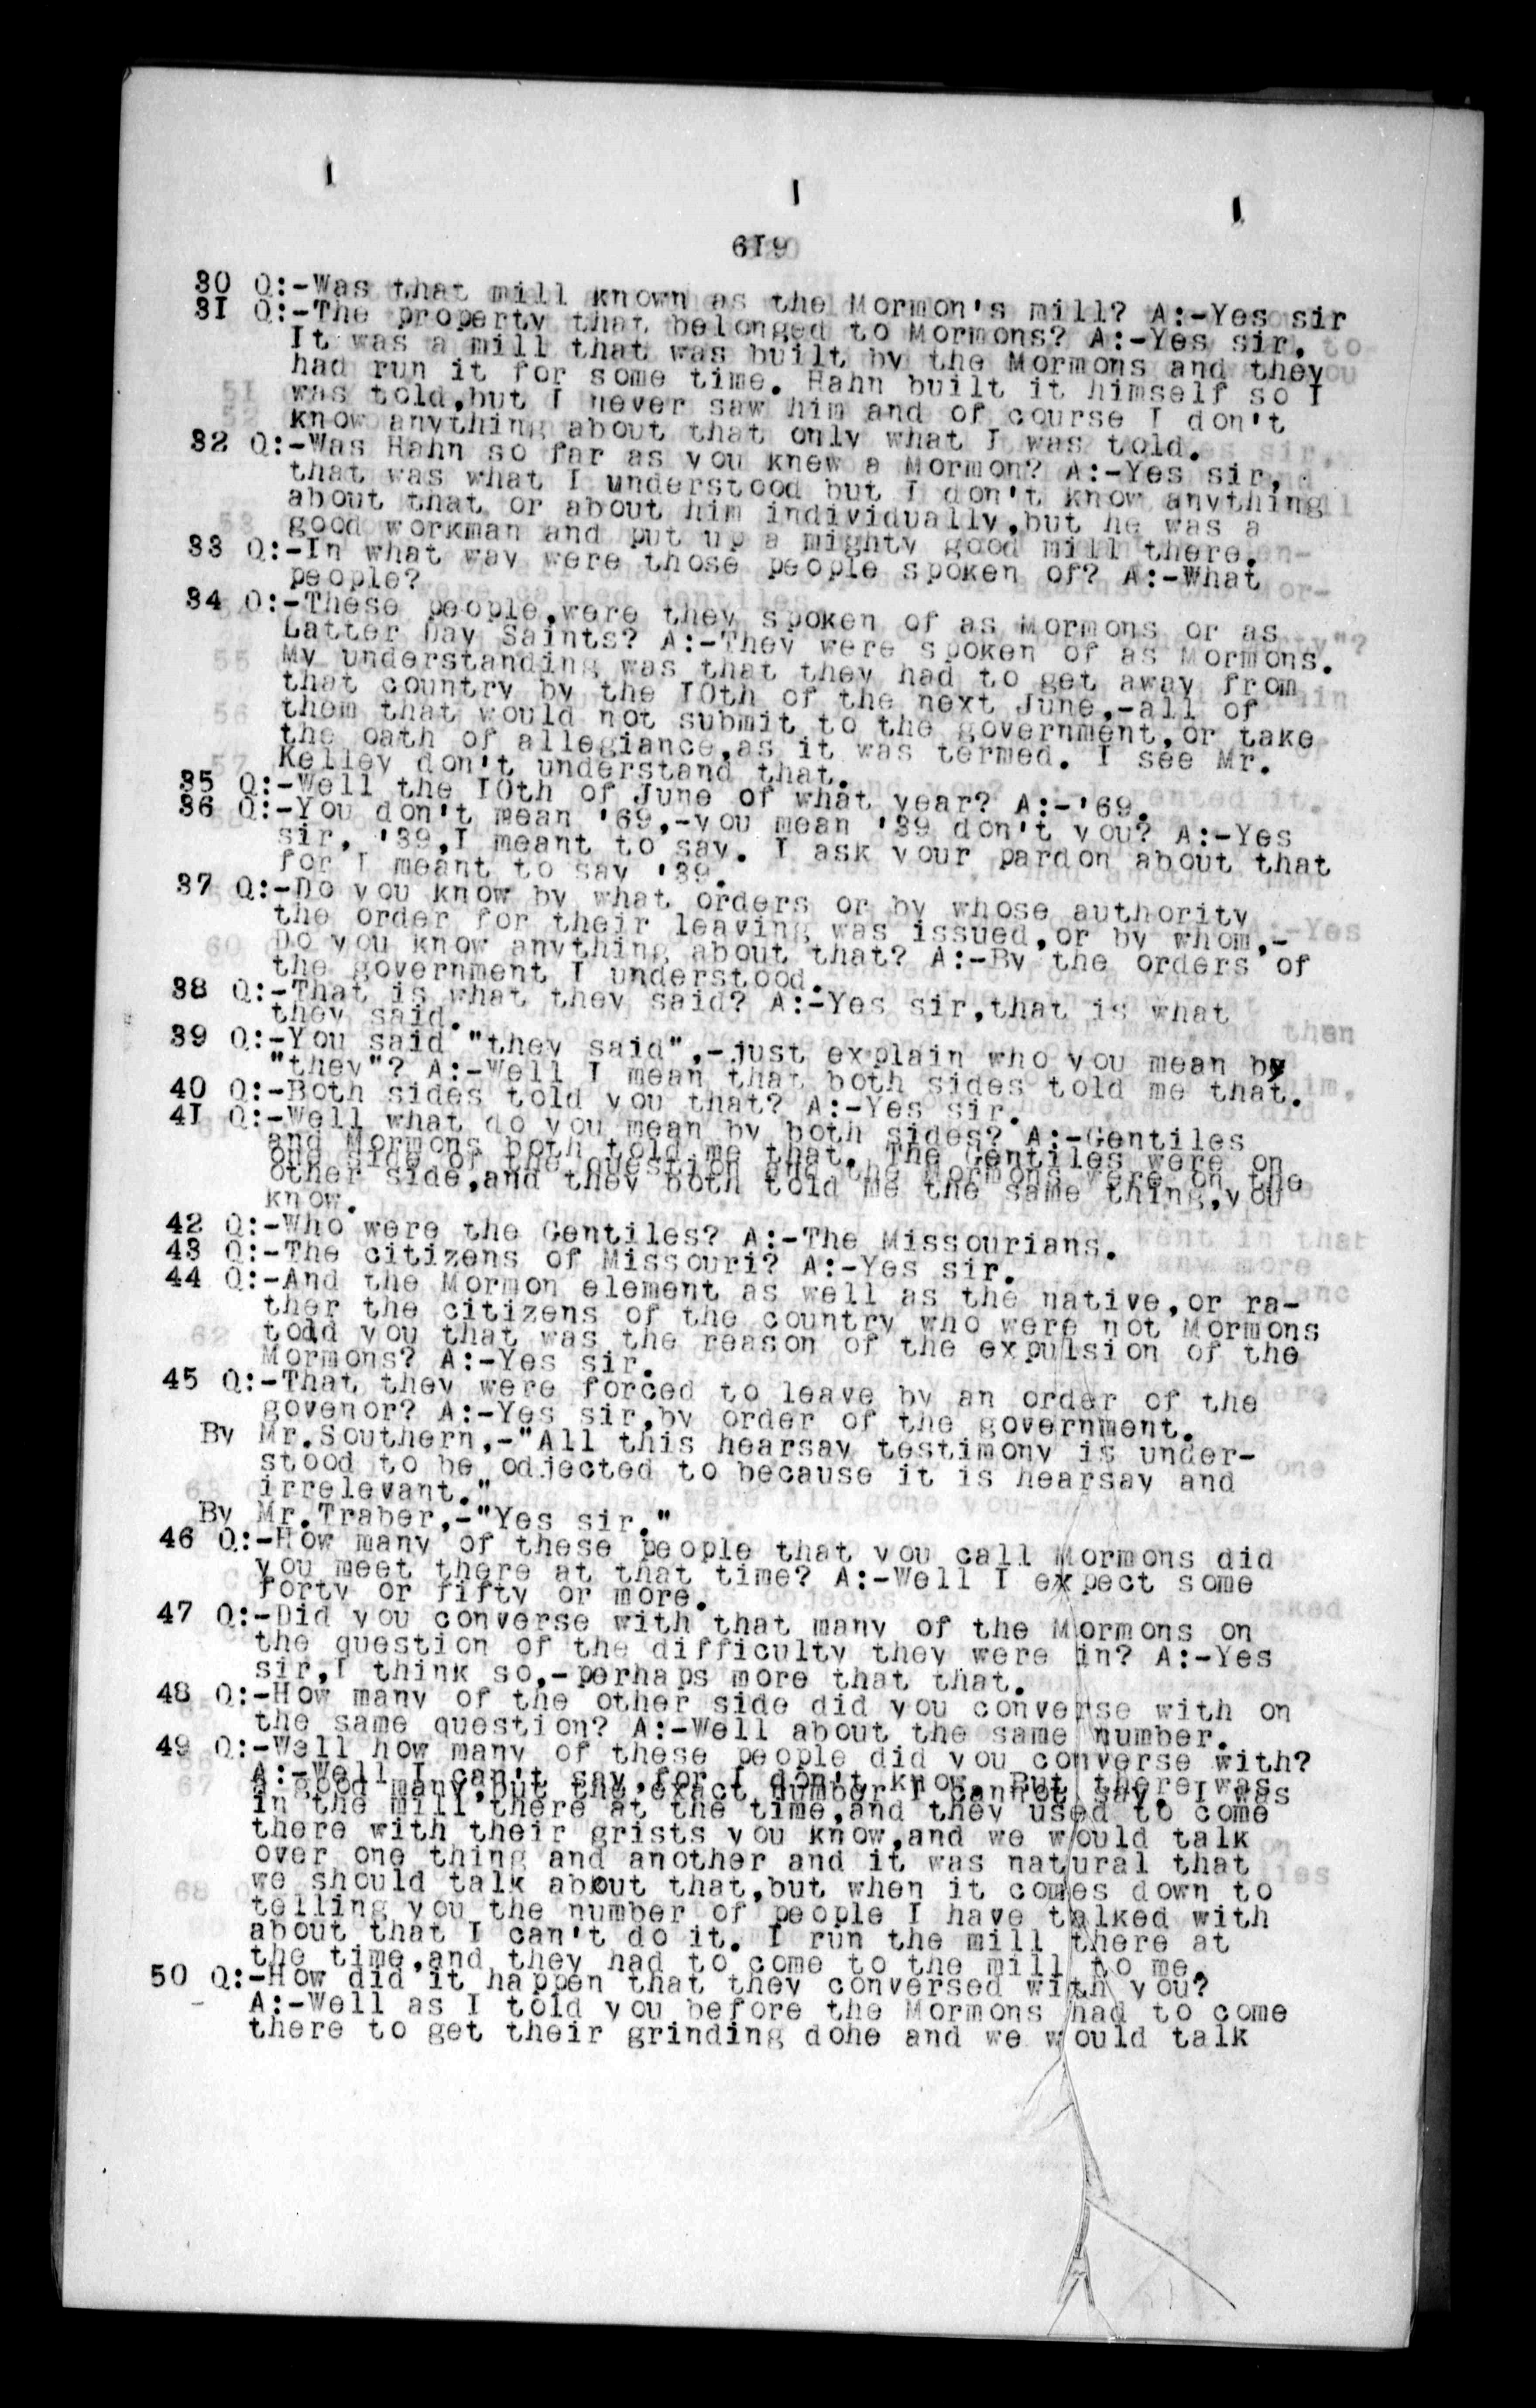 619
30 Q:-Was that mill known as the Mormon's mill? A:-Yes sir
31 Q:-The property that belonged to Mormons? A:-Yes sir.
It was a mill that was built by the Mormons and they
had run it for some time. Hahn built it himself so I
was told,but I never saw him and of course I don't
know anything about that only what I was told.
32 Q:-Was Hahn so far as you knew a Mormon? A:-Yes sir,
that was what I understood but I don't know anything
about that or about him individually,but he was a
good workman and put up a mighty good mill there.
33 Q:-In what way were those people spoken of? A:-What
people?
34 Q:-These people,were they spoken of as Mormons or as
Latter Day Saints? A:-They were spoken of as Mormons.
My understanding was that they had to get away from
that country by the 10th of the next June,-all of
them that would not submit to the government,or take
the oath of allegiance,as it was termed. I see Mr.
Kelley don't understand that.
35 Q:-Well the 10th of June of what year? A:-'69.
36 Q:-You don't mean '69,-you mean '39 don't you? A:-Yes
sir, '39,I meant to say. I ask your pardon about that
for I meant to say '39.
37 Q:-Do you know by what orders or by whose authority
the order for their leaving was issued,or by whom,-
Do you know anything about that? A:-By the orders of
the government I understood.
38 Q:-That is what they said? A:-Yes sir,that is what
they said.
39 Q:-You said "they said",-just explain who you mean by
"they"? A:-Well I mean that both sides told me that.
40 Q:-Both sides told you that? A:-Yes sir.
41 Q:-Well what do you mean by both sides? A:-Gentiles
and Mormons both told me that. The Gentiles were on
one side of the question and the Mormons were on the
other side,and they both told me the same thing,you
know.
42 Q:-Who were the Gentiles? A:-The Missourians.
43 Q:-The citizens of Missouri? A:-Yes sir.
44 Q:-And the Mormon element as well as the native,or ra-
ther the citizens of the country who were not Mormons
told you that was the reason of the expulsion of the
Mormons? A:-Yes sir.
45 Q:-That they were forced to leave by an order of the
govenor? A:-Yes sir,by order of the government.
By Mr.Southern,-"All this hearsay testimony is under-
stood to be odjected to because it is hearsay and
irrelevant."
By Mr.Traber,-"Yes sir."
46 Q:-How many of these people that you call Mormons did
you meet there at that time? A:-Well I expect some
forty or fifty or more.
47 Q:-Did you converse with that many of the Mormons on
the question of the difficulty they were in? A:-Yes
sir,I think so,-perhaps more that that.
48 Q:-How many of the other side did you converse with on
the same question? A:-Well about the same number.
49 Q:-Well how many of these people did you converse with?
A:-Well I can't say,for I don't know. But there was
a good many,but the exact number I cannot say. I was
in the mill there at the time,and they used to come
there with their grists you know,and we would talk
over one thing and another and it was natural that
we should talk about that,but when it comes down to
telling you the number of people I have talked with
about that I can't do it. I run the mill there at
the time,and they had to come to the mill to me.
50 Q:-How did it happen that they conversed with you?
A:-Well as I told you before the Mormons had to come
there to get their grinding dohe and we would talk